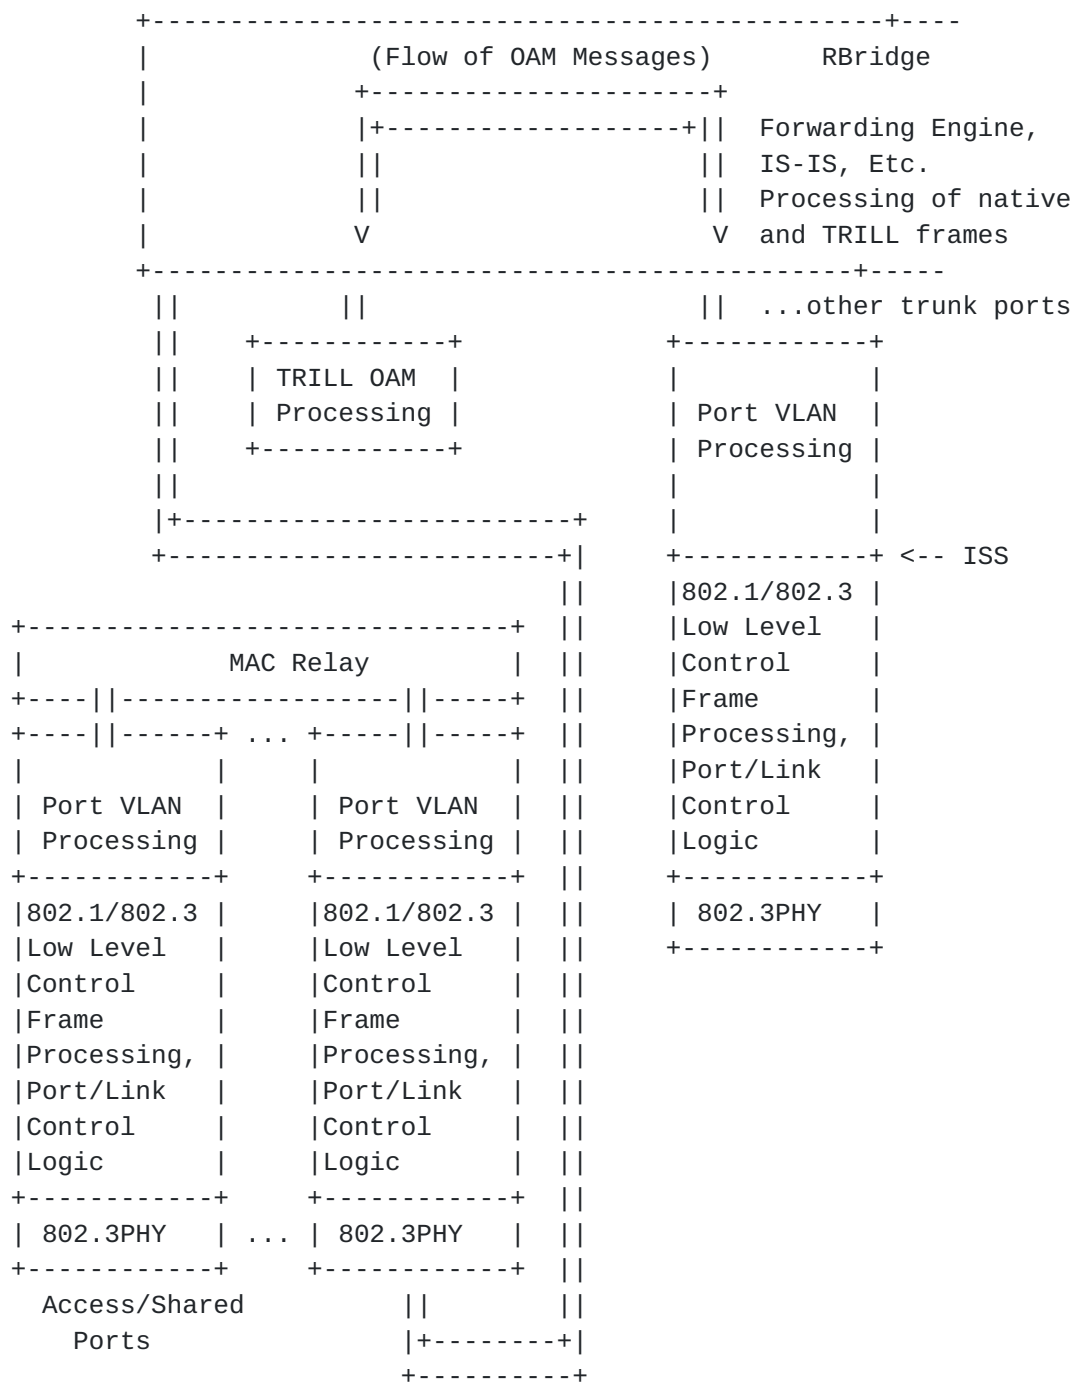 +-----------------------------------------------+----
|              (Flow of OAM Messages)       RBridge
|             +----------------------+
|             |+-------------------+||  Forwarding Engine,
|             ||                    ||  IS-IS, Etc.
|             ||                    ||  Processing of native
|             V                      V  and TRILL frames
+---------------------------------------------+-----
||          ||                     ||  ...other trunk ports
||    +------------+             +------------+
||    | TRILL OAM  |             |            |
||    | Processing |             | Port VLAN  |
||    +------------+             | Processing |
||                               |            |
|+-------------------------+     |            |
+--------------------------+|     +------------+ <-- ISS
||     |802.1/802.3 |
+-------------------------------+  ||     |Low Level   |
|             MAC Relay         |  ||     |Control     |
+----||------------------||-----+  ||     |Frame       |
+----||------+ ... +-----||-----+  ||     |Processing, |
|            |     |            |  ||     |Port/Link   |
| Port VLAN  |     | Port VLAN  |  ||     |Control     |
| Processing |     | Processing |  ||     |Logic       |
+------------+     +------------+  ||     +------------+
|802.1/802.3 |     |802.1/802.3 |  ||     | 802.3PHY   |
|Low Level   |     |Low Level   |  ||     +------------+
|Control     |     |Control     |  ||
|Frame       |     |Frame       |  ||
|Processing, |     |Processing, |  ||
|Port/Link   |     |Port/Link   |  ||
|Control     |     |Control     |  ||
|Logic       |     |Logic       |  ||
+------------+     +------------+  ||
| 802.3PHY   | ... | 802.3PHY   |  ||
+------------+     +------------+  ||
Access/Shared          ||        ||
Ports                |+--------+|
+----------+